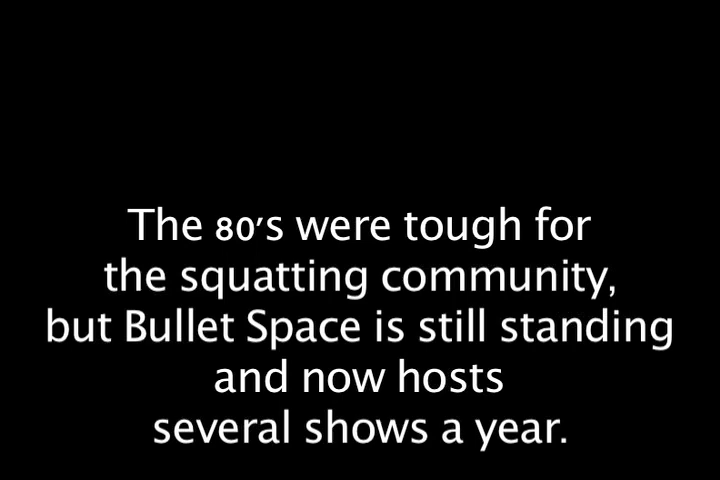 The 80's were tough for
the squatting community,
but Bullet Space is still standing
and now hosts
several shows a year.